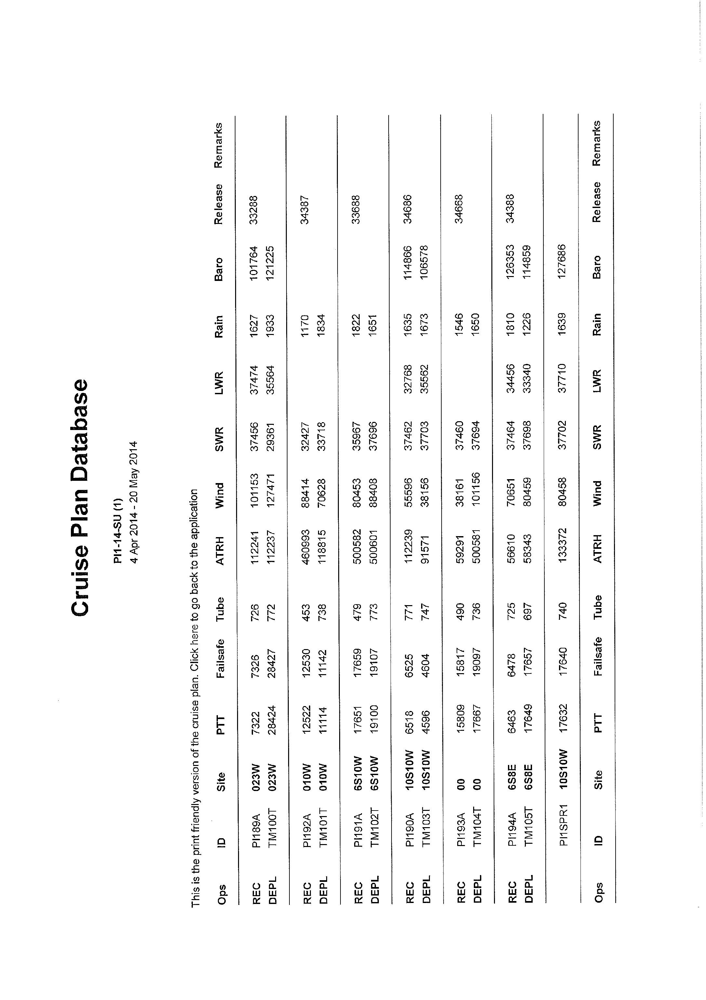 Cruise Plan Database
PI1-14-SU (1)
4 Apr 2014 - 20 May 2014
This is the print friendly version of the cruise plan. Click here to go back to the application
Ops ID Site PTT Failsafe Tube ATRH Wind SWR LWR Rain Baro Release Remarks
REC PI189A 023W 7322 7326 726 112241 101153 37456 37474 1627 101764 33288
DEPL TM100T 023W 28424 28427 772 112237 127471 29361 35564 1933 121225
REC PI192A 010W 12522 12530 453 460993 88414 32427 1170 34387
DEPL TM101T 010W 11114 11142 738 118815 70628 33718 1834
REC PI191A 6S10W 17651 17659 479 500582 80453 35967 1822 33688
DEPL TM102T 6S10W 19100 19107 773 500601 88408 37696 1651
REC PI190A 10S10W 6518 6525 771 112239 55596 37462 32768 1635 114866 34686
DEPL TM103T 10S10W 4596 4604 747 91571 38156 37703 35562 1673 106578
REC PI193A 00 15809 15817 490 59291 38161 37460 1546 34668
DEPL TM104T 00 17667 19097 736 500581 101156 37694 1650
REC PI194A 6S8E 6463 6478 725 56610 70651 37464 34456 1810 126353 34388
DEPL TM105T 6S8E 17649 17657 697 58343 80459 37698 33340 1226 114859
PI1SPR1 10S10W 17632 17640 740 133372 80458 37702 37710 1639 127686
Ops ID Site PTT Failsafe Tube ATRH Wind SWR LWR Rain Baro Release Remarks